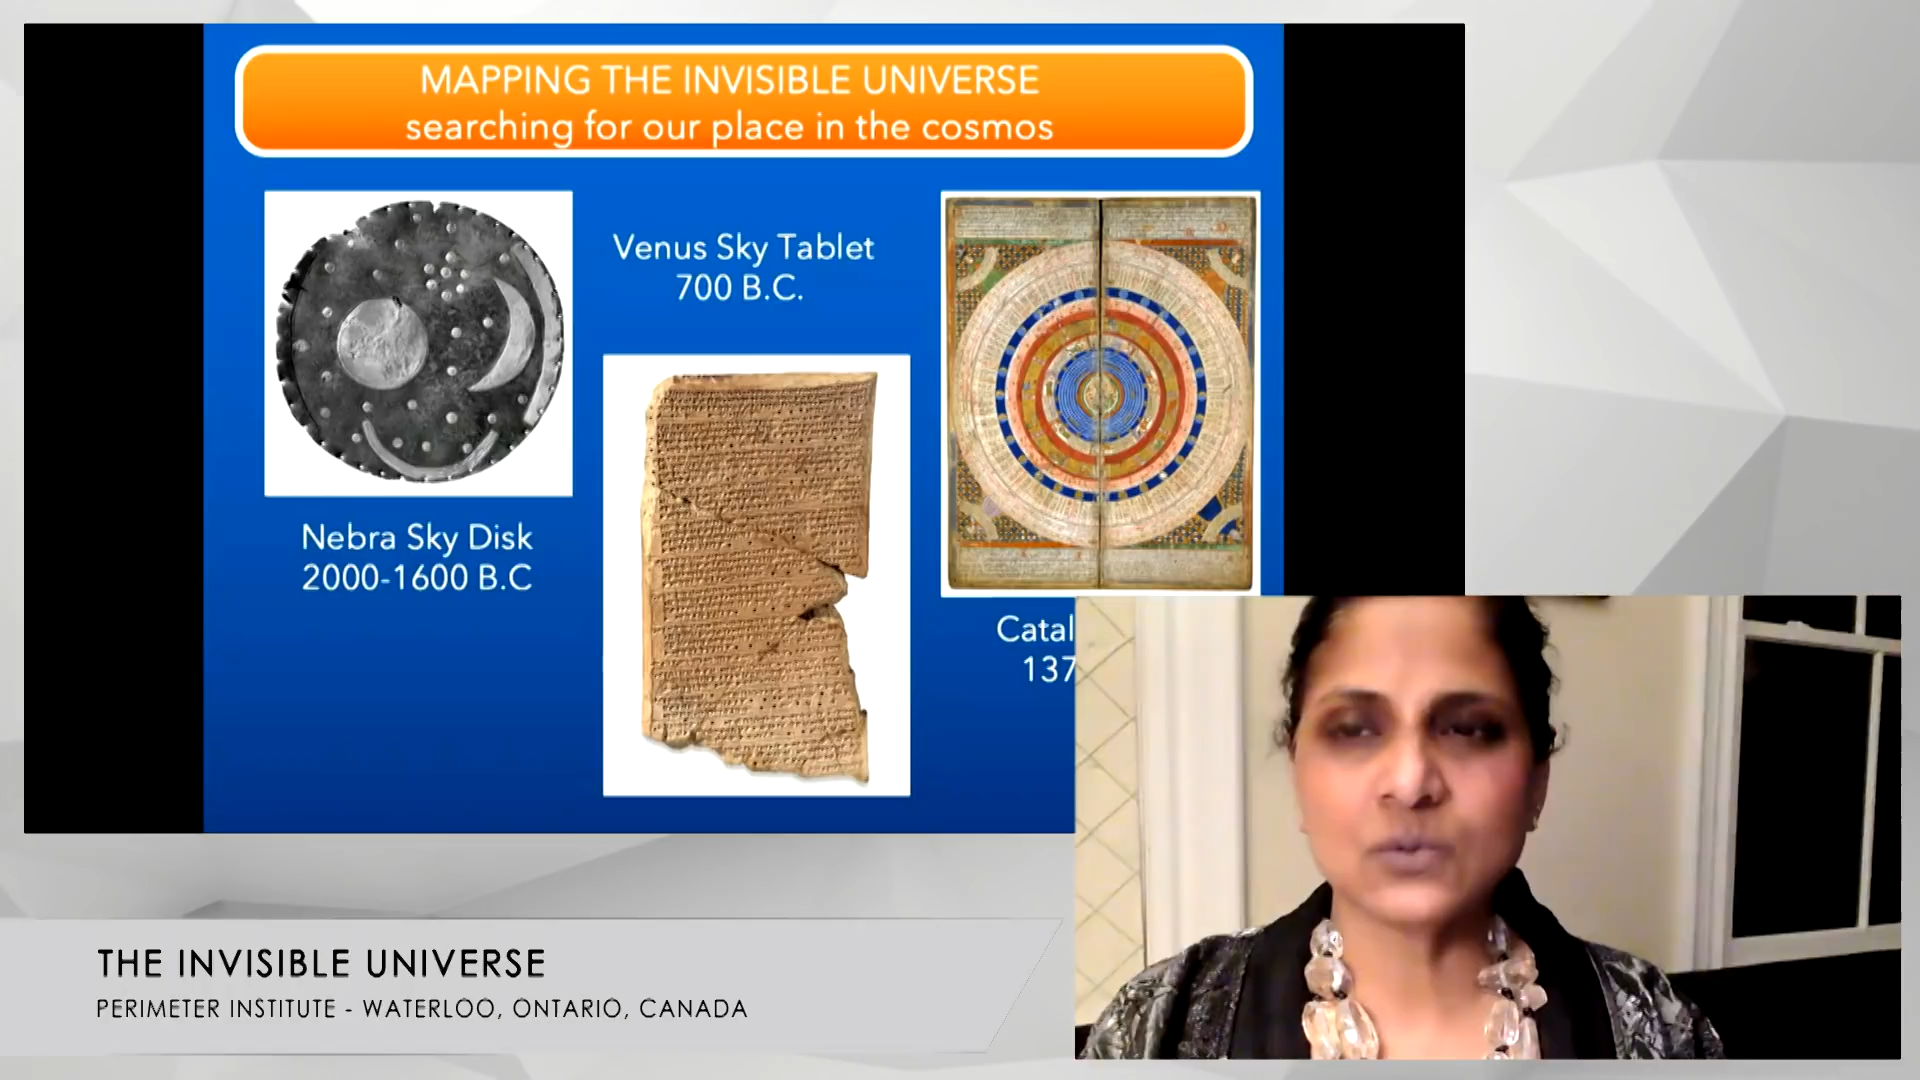 MAPPING THE INVISIBLE UNIVERSE
searching for our place in the cosmos
Venus Sky Tablet
700 B.C.
Nebra Sky Disk
2000-1600 B.C
THE INVISIBLE UNIVERSE
PERIMETER INSTITUTE - WATERLOO, ONTARIO, CANADA